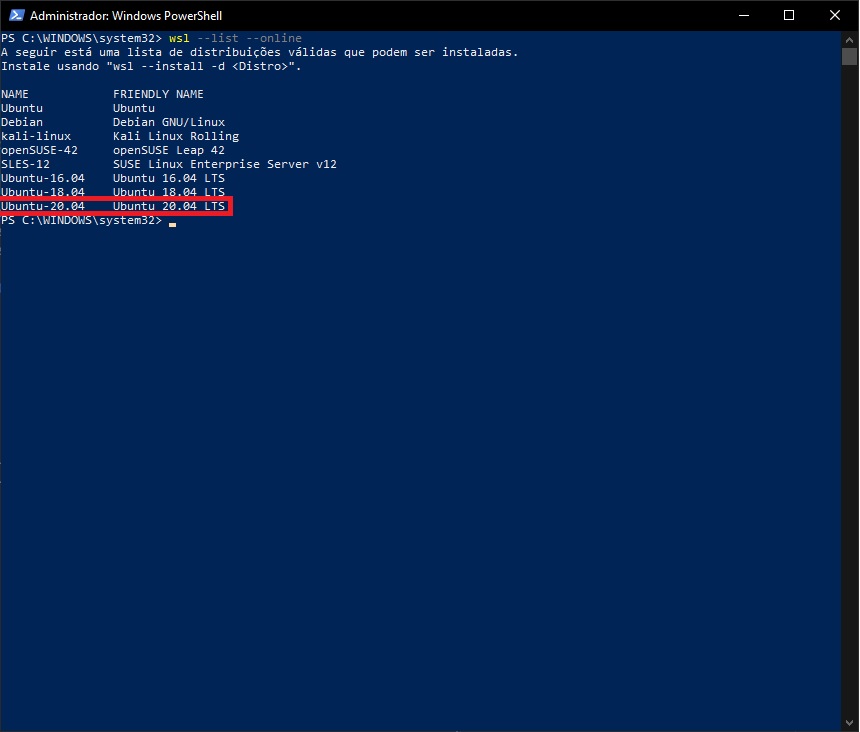 Administrador: Windows PowerShell
PS C:\WINDOWS\system32> wsl --list --online
A seguir está uma lista de distribuições válidas que podem ser instaladas.
Instale usando "wsl --install -d <Distro>".
NAME            FRIENDLY NAME
Ubuntu          Ubuntu
Debian          Debian GNU/Linux
kali-linux      Kali Linux Rolling
openSUSE-42     openSUSE Leap 42
SLES-12         SUSE Linux Enterprise Server v12
Ubuntu-16.04    Ubuntu 16.04 LTS
Ubuntu-18.04    Ubuntu 18.04 LTS
Ubuntu-20.04    Ubuntu 20.04 LTS
PS C:\WINDOWS\system32>